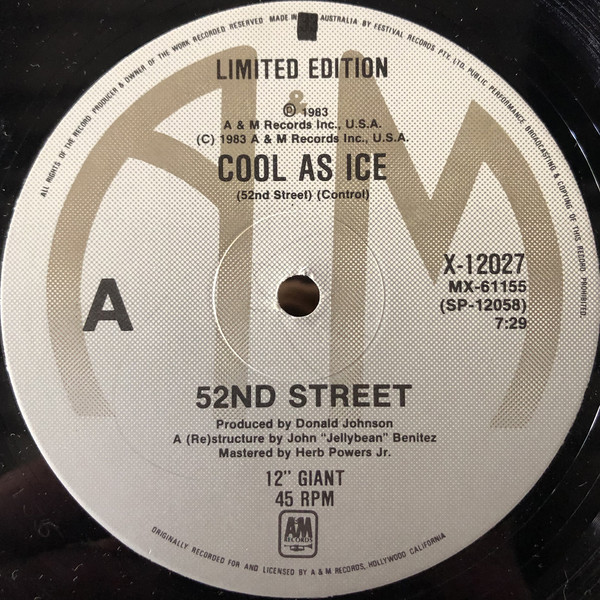 ALL RIGHTS OF THE RECORD PRODUCER & OWNER OF THE WORK RECORDED RESERVED MADE IN AUSTRALIA BY FESTIVAL RECORDS PTY. LTD. PUBLIC PERFORMANCE BROADCASTING & COPYING OF THIS RECORD PROHIBITED.
A & M
LIMITED EDITION
℗ 1983
A & M Records Inc., U.S.A.
(C) 1983 A & M Records Inc., U.S.A.
COOL AS ICE
(52nd Street) (Control)
A
X-12027
MX-61155
(SP-12058)
7:29
52ND STREET
Produced by Donald Johnson
A (Re)structure by John "Jellybean" Benitez
Mastered by Herb Powers Jr.
12" GIANT
45 RPM
A&M
RECORDS
ORIGINALLY RECORDED FOR AND LICENSED BY A & M RECORDS, HOLLYWOOD CALIFORNIA